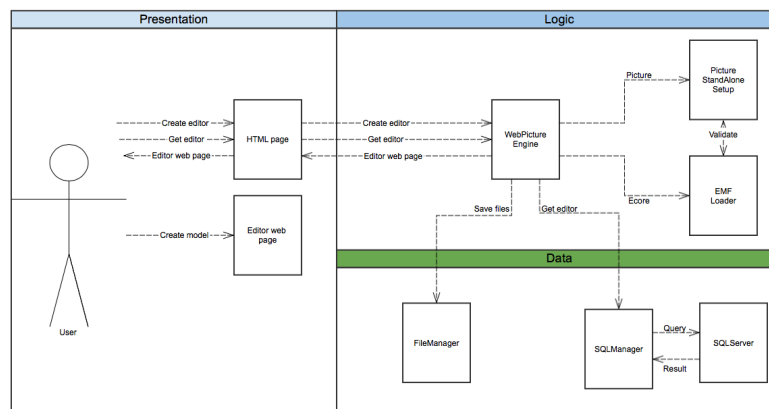 Presentation
Logic
Picture
StandAlone
Setup
Picture
Create editor
Get editor
Editor web page
HTML page
Create editor
Get editor
Editor web page
WebPicture
Engine
Validate
EMF
Loader
Ecore
Save files
Get editor
Create model
Editor web
page
User
Data
FileManager
SQLManager
Query
Result
SQLServer